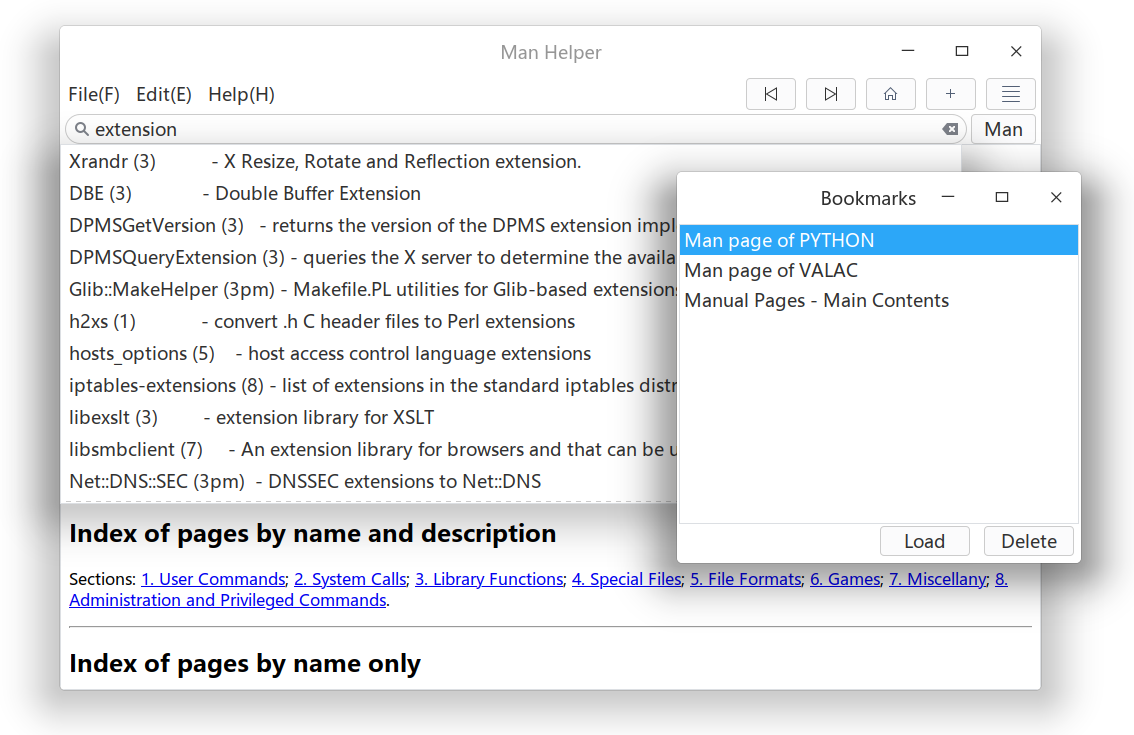 Man Helper
File(F) Edit(E) Help(H)
extension
Man
Xrandr (3) - X Resize, Rotate and Reflection extension.
DBE (3) - Double Buffer Extension
DPMSGetVersion (3) - returns the version of the DPMS extension impl
DPMSQueryExtension (3) - queries the X server to determine the availa
Glib::MakeHelper (3pm) - Makefile.PL utilities for Glib-based extensions
h2xs (1) - convert .h C header files to Perl extensions
hosts_options (5) - host access control language extensions
iptables-extensions (8) - list of extensions in the standard iptables distr
libexslt (3) - extension library for XSLT
libsmbclient (7) - An extension library for browsers and that can be u
Net::DNS::SEC (3pm) - DNSSEC extensions to Net::DNS
Bookmarks
Man page of PYTHON
Man page of VALAC
Manual Pages - Main Contents
Load Delete
Index of pages by name and description
Sections: 1. User Commands; 2. System Calls; 3. Library Functions; 4. Special Files; 5. File Formats; 6. Games; 7. Miscellany; 8.
Administration and Privileged Commands.
Index of pages by name only